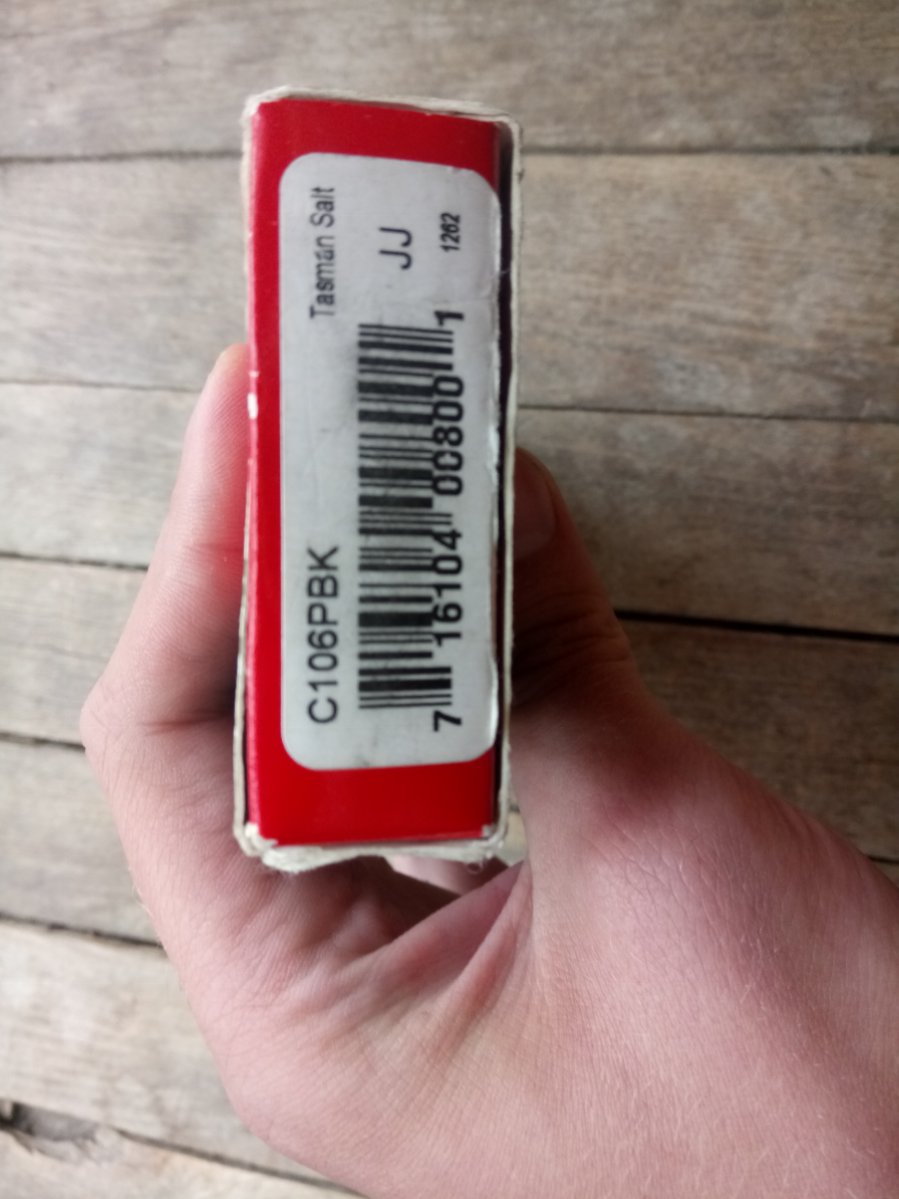 C106PBK Tasman Salt
JJ
7 16104 00800 1
1262